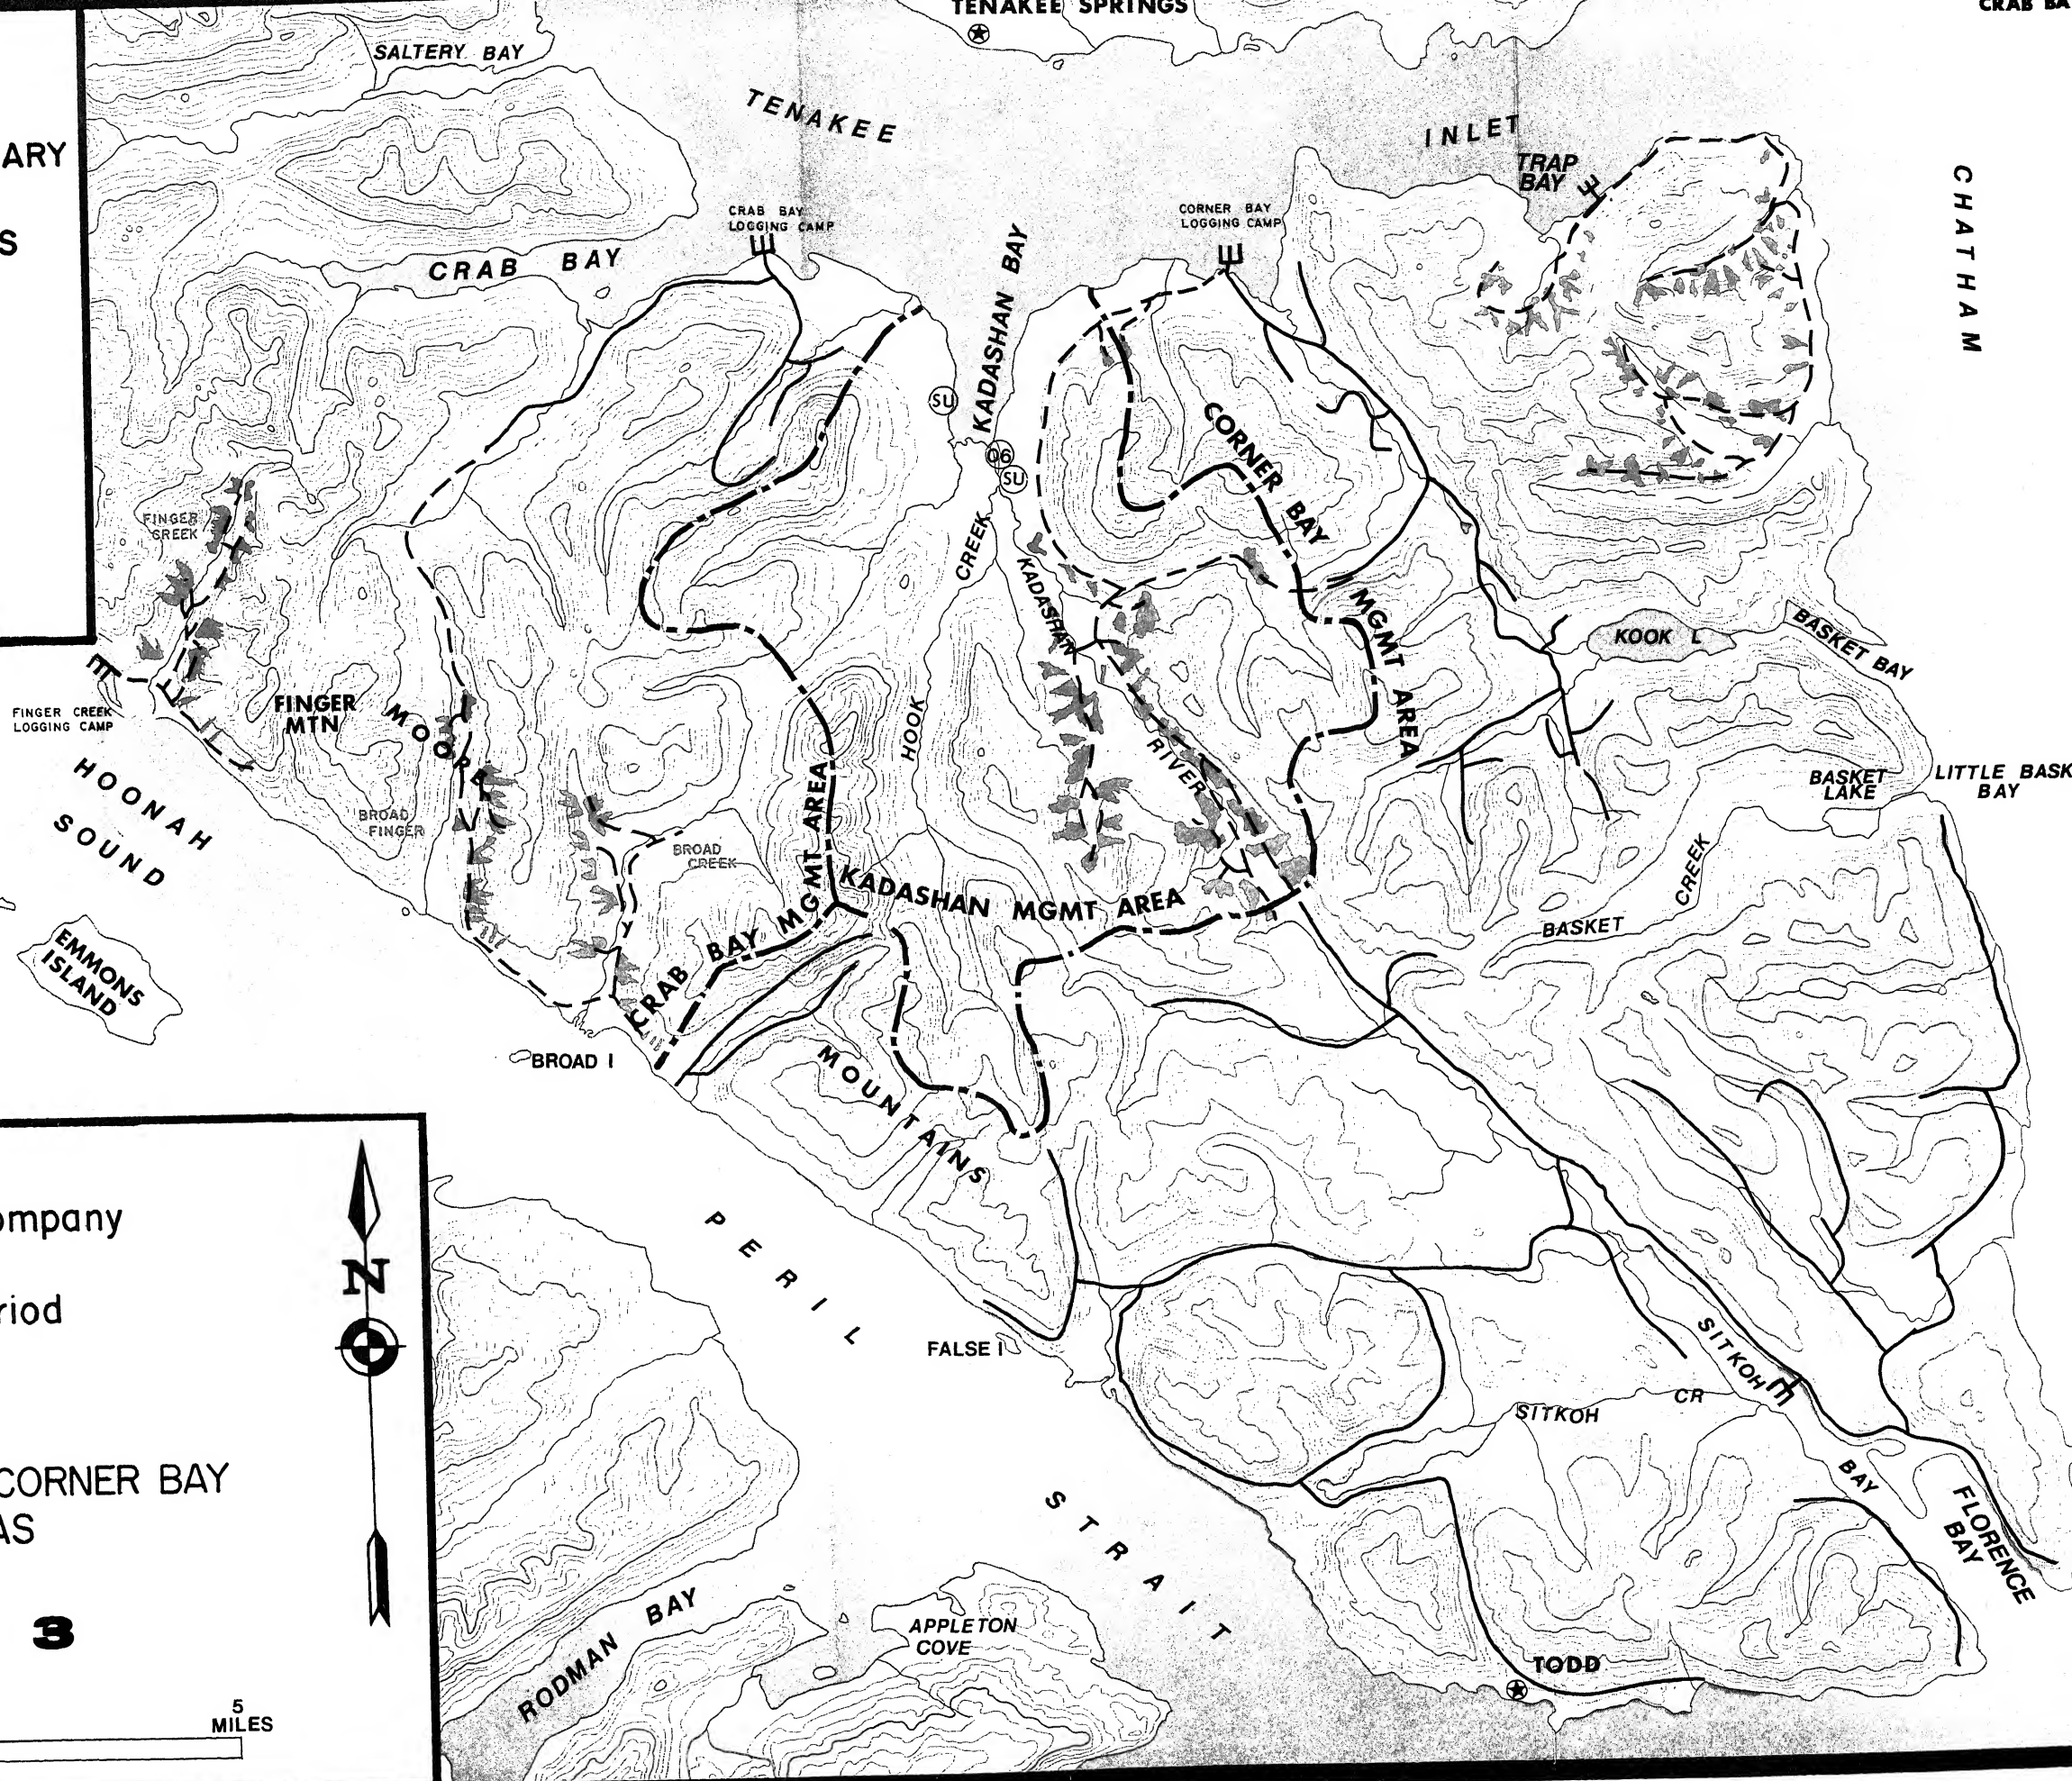 TENAKEE SPRINGS
CRAB BA
SALTERY BAY
ARY
S
TENAKEE
INLET
TRAP
BAY
CHATHAM
CRAB BAY
LOGGING CAMP
CORNER BAY
LOGGING CAMP
CRAB BAY
KADASHAN BAY
SU
06
SU
CORNER BAY MGMT AREA
FINGER
CREEK
CREEK
KADASHAN
KOOK L
BASKET BAY
FINGER CREEK
LOGGING CAMP
FINGER
MTN
MOORE
HOOK
RIVER
BASKET
LAKE
LITTLE BASK
BAY
HOONAH
SOUND
BROAD
FINGER
BROAD
CREEK
CREEK
BASKET
KADASHAN MGMT AREA
CRAB BAY MGMT AREA
EMMONS
ISLAND
BROAD I
MOUNTAINS
ompany
N
riod
PERIL
FALSE I
SITKOH
CR
SITKOH
BAY
CORNER BAY
AS
STRAIT
FLORENCE
BAY
3
RODMAN BAY
APPLETON
COVE
TODD
5
MILES